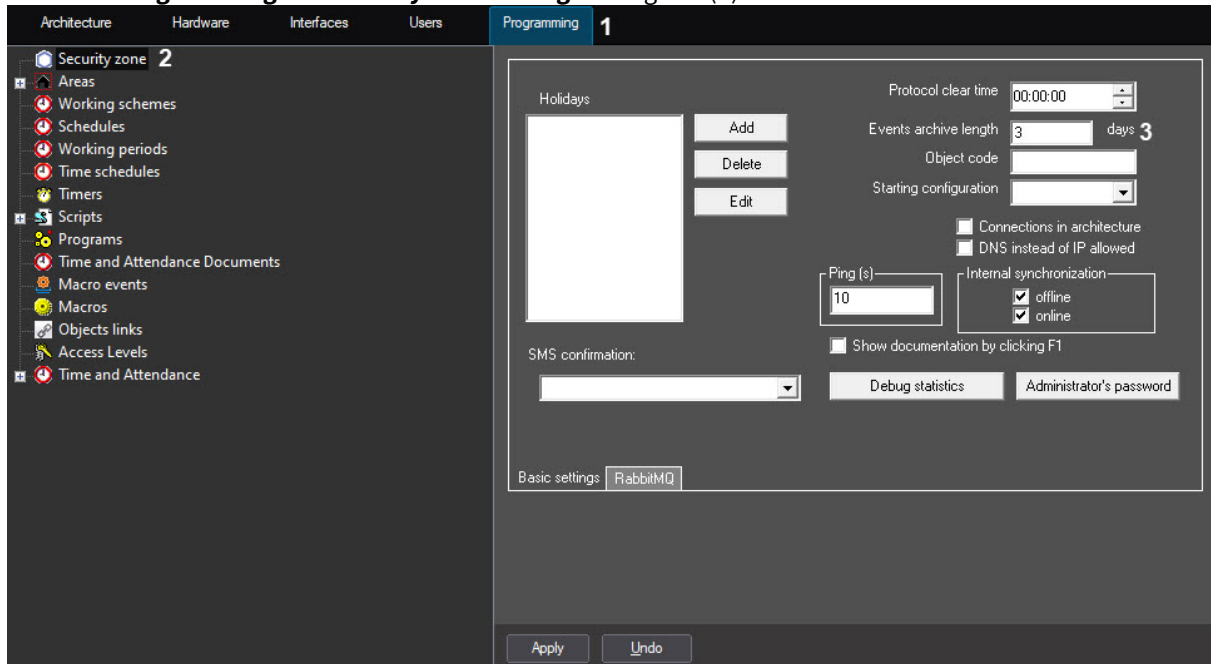 Architecture Hardware Interfaces Users Programming 1
Security zone 2
Areas
Working schemes
Schedules
Working periods
Time schedules
Timers
Scripts
Programs
Time and Attendance Documents
Macro events
Macros
Objects links
Access Levels
Time and Attendance
Holidays
Add
Delete
Edit
SMS confirmation:
Protocol clear time 00:00:00
Events archive length 3 days 3
Object code
Starting configuration
Connections in architecture
DNS instead of IP allowed
Ping (s)
10
Internal synchronization
offline
online
Show documentation by clicking F1
Debug statistics Administrator's password
Basic settings RabbitMQ
Apply Undo